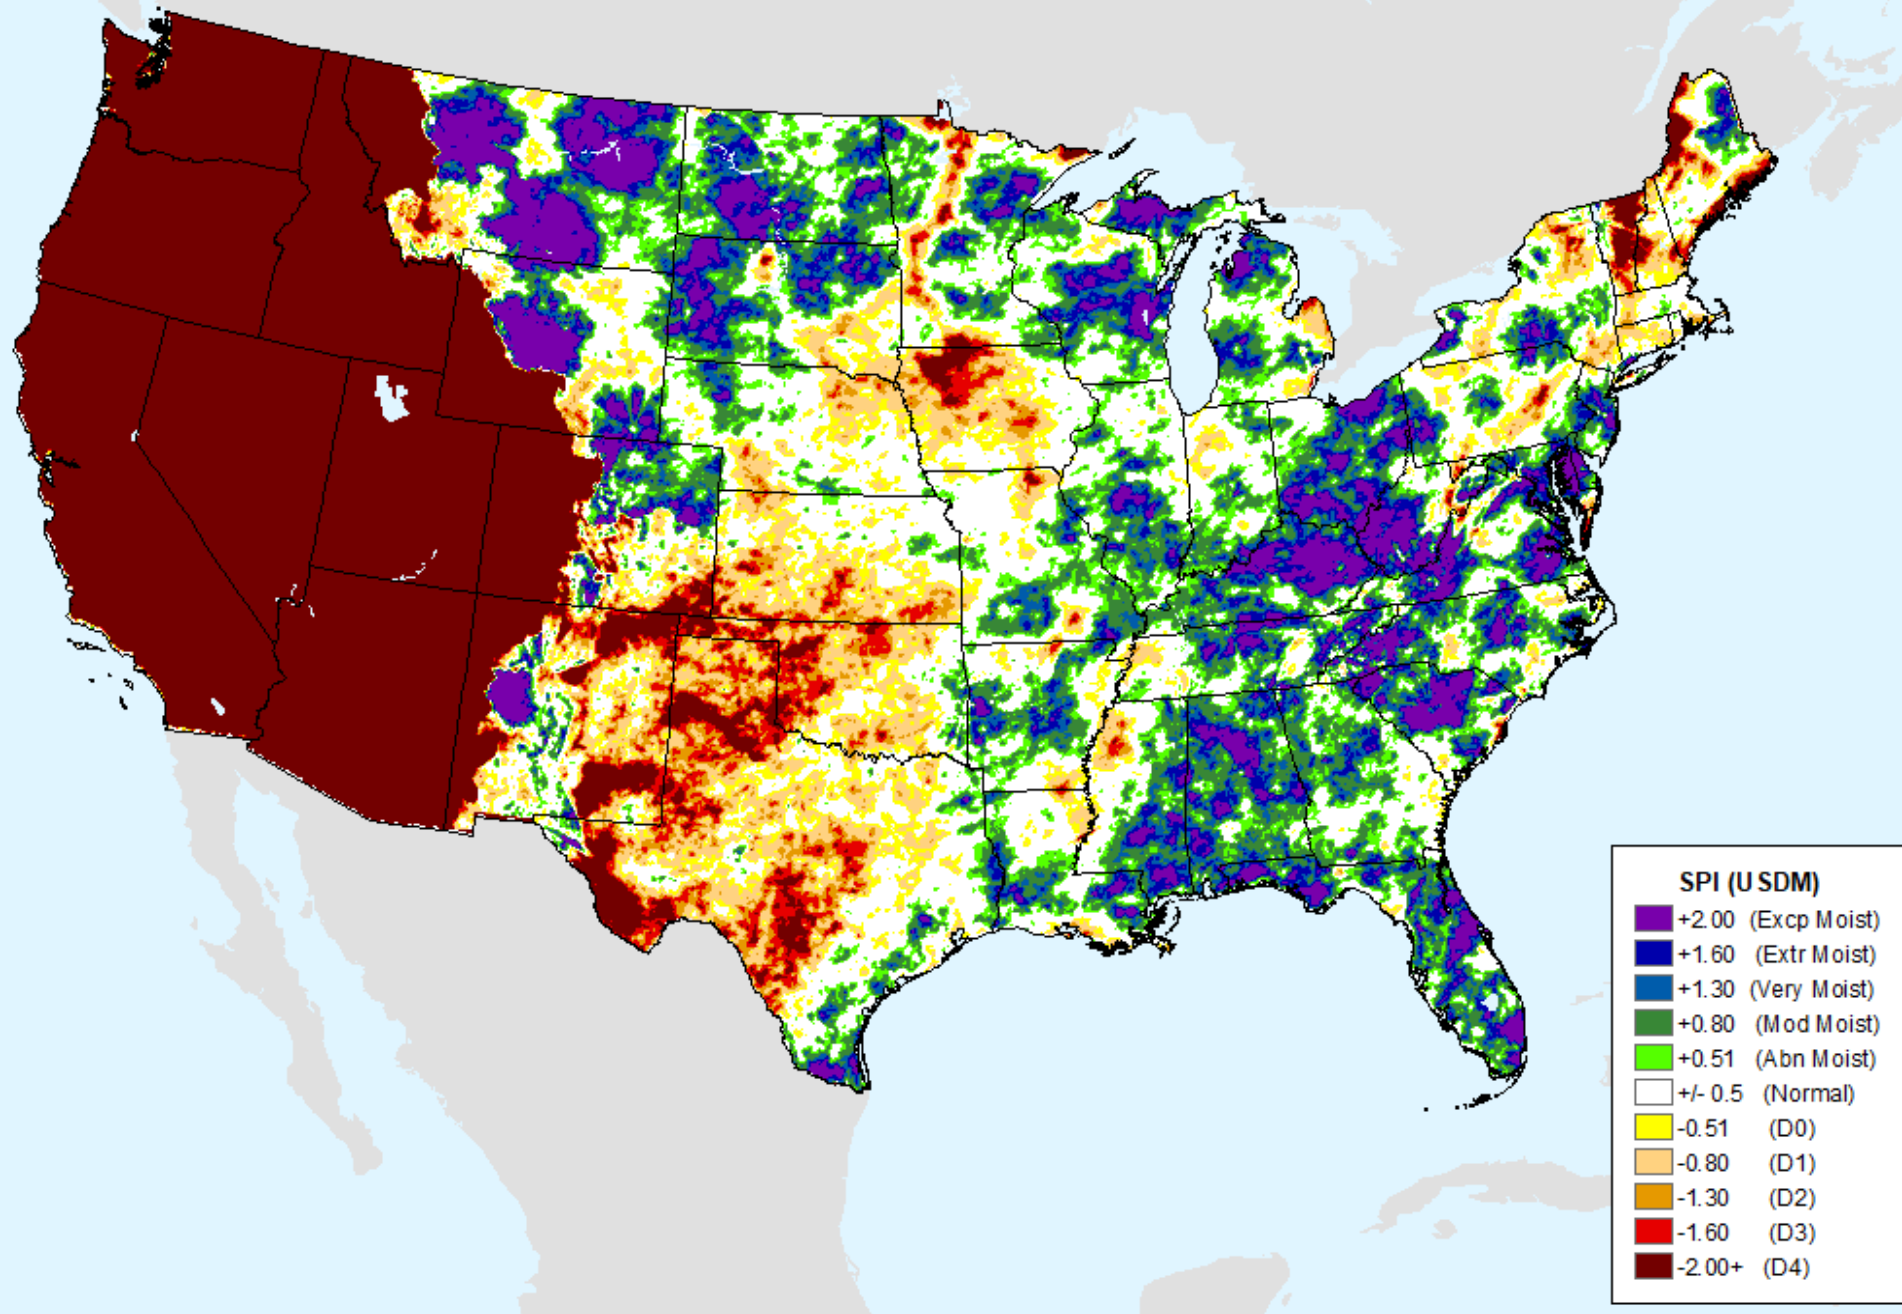 SPI (USDM)
+2.00 (Excp Moist)
+1.60 (Extr Moist)
+1.30 (Very Moist)
+0.80 (Mod Moist)
+0.51 (Abn Moist)
+/- 0.5 (Normal)
-0.51 (D0)
-0.80 (D1)
-1.30 (D2)
-1.60 (D3)
-2.00+ (D4)